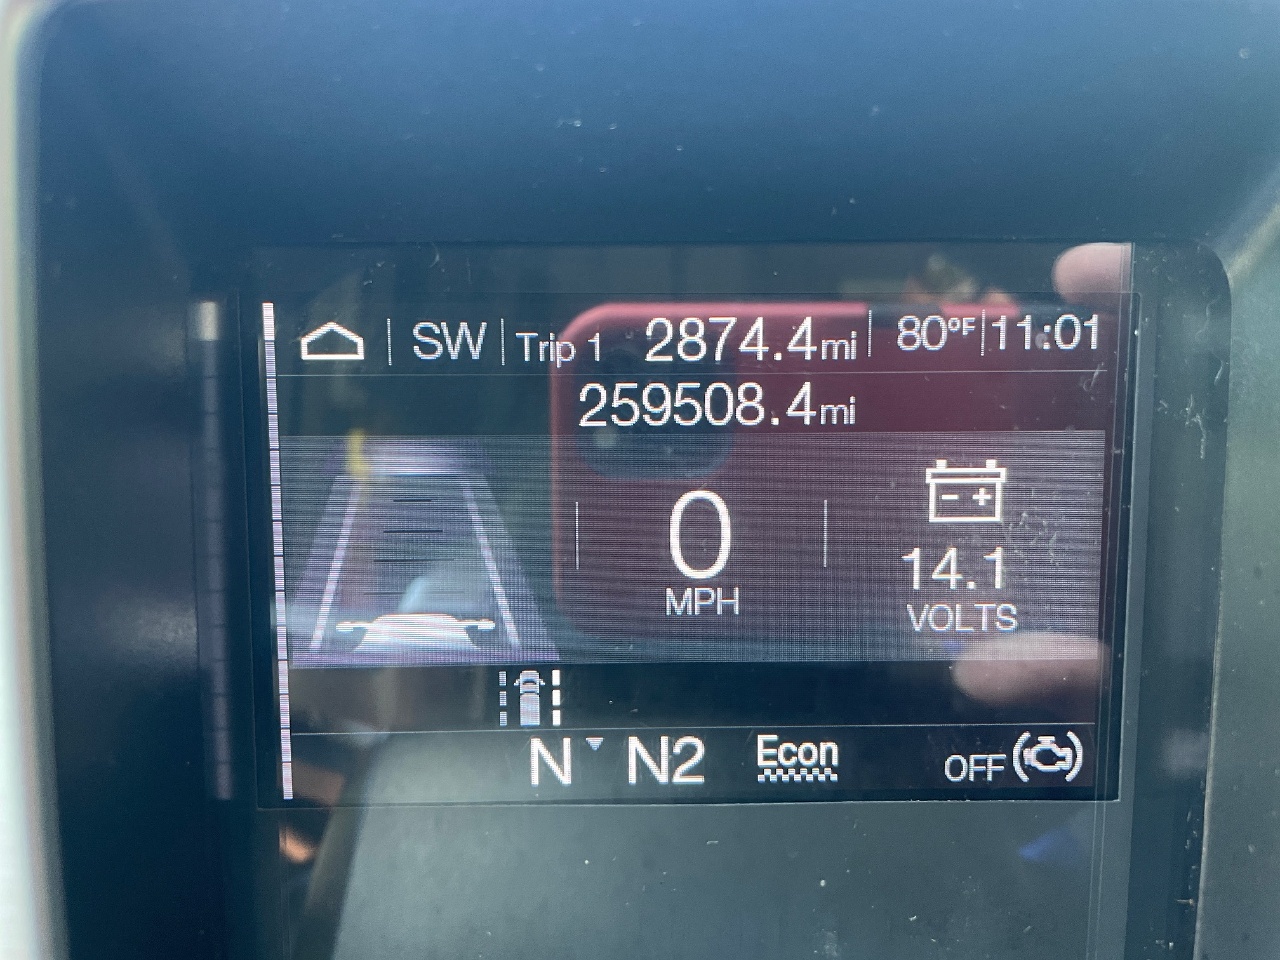 SW Trip 1 2874.4mi 80°F 11:01
259508.4mi
0
MPH
- +
14.1
VOLTS
N N2 Econ OFF